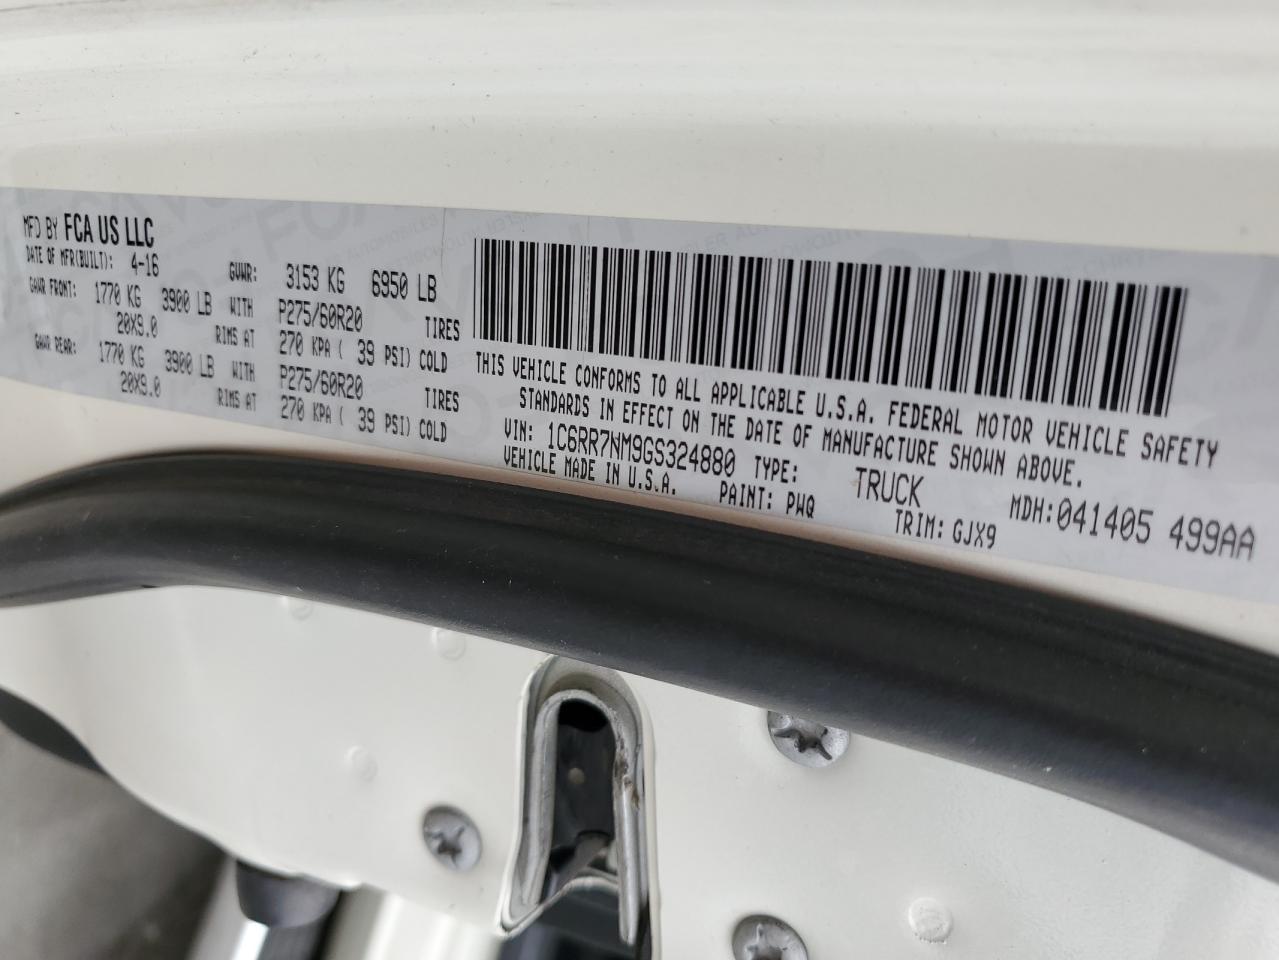 MFD BY FCA US LLC
DATE OF MFR(BUILT): 4-16 GVWR: 3153 KG 6950 LB
GAWR FRONT: 1770 KG 3900 LB WITH P275/60R20 TIRES
20X9.0 RIMS AT 270 KPA ( 39 PSI) COLD
GAWR REAR: 1770 KG 3900 LB WITH P275/60R20 TIRES
20X9.0 RIMS AT 270 KPA ( 39 PSI) COLD
THIS VEHICLE CONFORMS TO ALL APPLICABLE U.S.A. FEDERAL MOTOR VEHICLE SAFETY
STANDARDS IN EFFECT ON THE DATE OF MANUFACTURE SHOWN ABOVE.
VIN: 1C6RR7NM9GS324880 TYPE: TRUCK MDH:041405 499AA
VEHICLE MADE IN U.S.A. PAINT: PWQ TRIM: GJX9